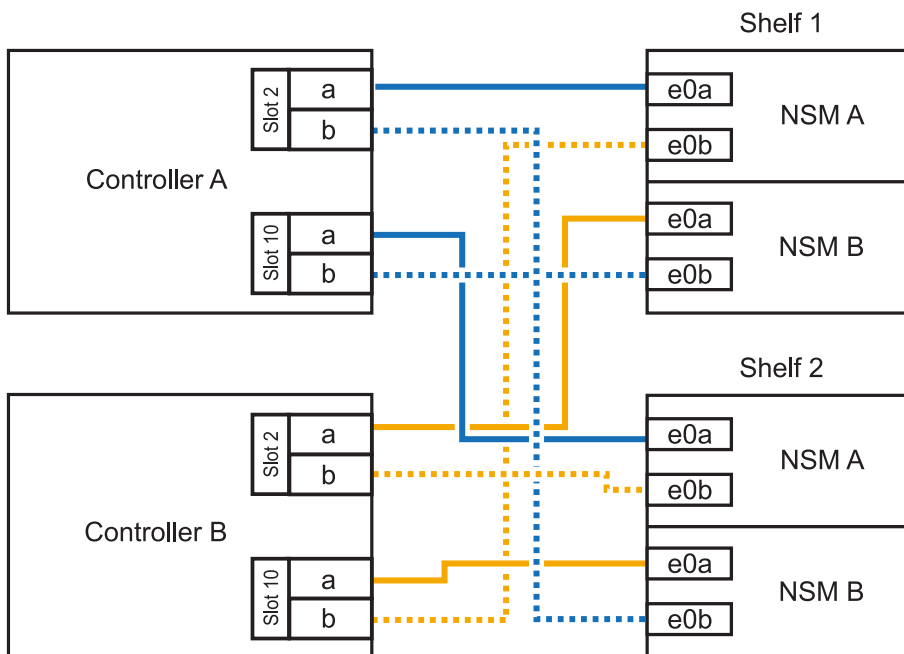 Shelf 1
Slot 2
a
b
Controller A
Slot 10
a
b
e0a
e0b
NSM A
e0a
e0b
NSM B
Shelf 2
Slot 2
a
b
Controller B
Slot 10
a
b
e0a
e0b
NSM A
e0a
e0b
NSM B